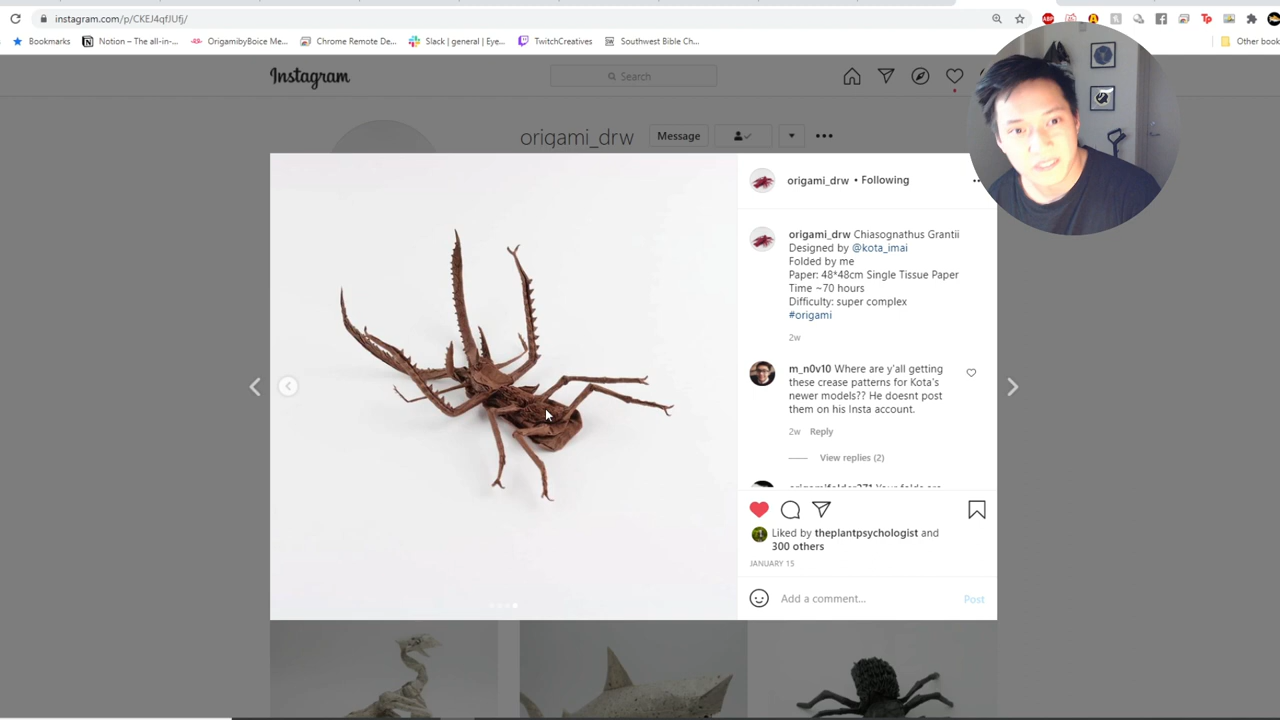 instagram.com/p/CKEJ4qfJUfj/
ABP
Tp
Bookmarks
Notion – The all-in-...
OrigamibyBoice Me...
Chrome Remote De...
Slack | general | Eye...
TwitchCreatives
Southwest Bible Ch...
Other book
Instagram
Search
origami_drw
Message
origami_drw • Following
origami_drw Chiasognathus Grantii
Designed by @kota_imai
Folded by me
Paper: 48*48cm Single Tissue Paper
Time ~70 hours
Difficulty: super complex
#origami
2w
m_n0v10 Where are y'all getting
these crease patterns for Kota's
newer models?? He doesnt post
them on his Insta account.
2w Reply
View replies (2)
Liked by theplantpsychologist and
300 others
JANUARY 15
Add a comment...
Post